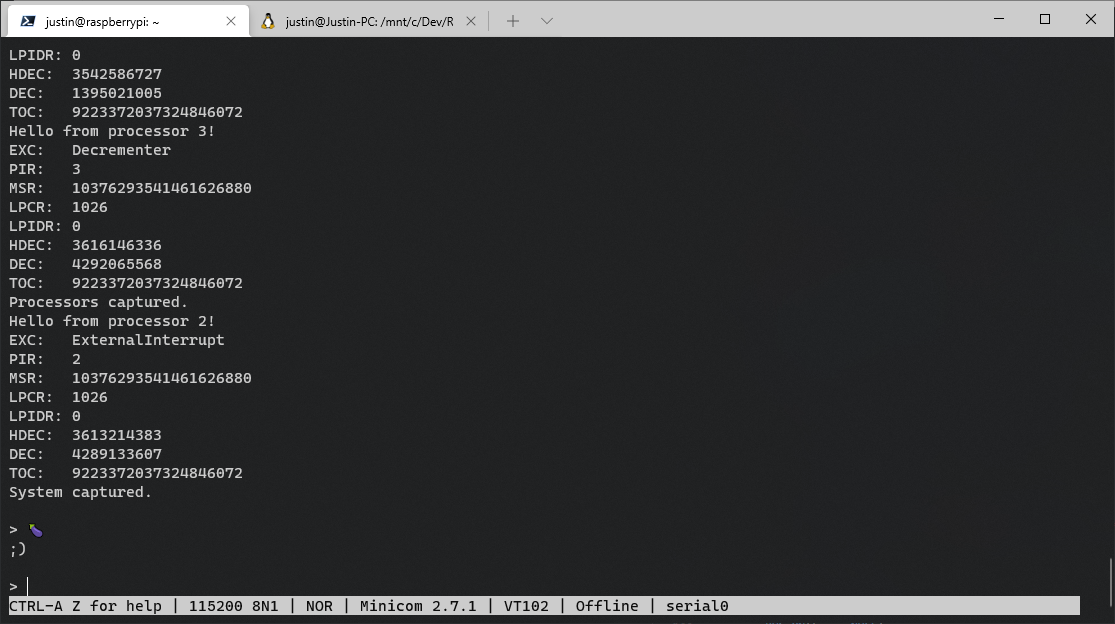 justin@raspberrypi: ~
justin@Justin-PC: /mnt/c/Dev/R
LPIDR: 0
HDEC:  3542586727
DEC:   1395021005
TOC:   9223372037324846072
Hello from processor 3!
EXC:   Decrementer
PIR:   3
MSR:   10376293541461626880
LPCR:  1026
LPIDR: 0
HDEC:  3616146336
DEC:   4292065568
TOC:   9223372037324846072
Processors captured.
Hello from processor 2!
EXC:   ExternalInterrupt
PIR:   2
MSR:   10376293541461626880
LPCR:  1026
LPIDR: 0
HDEC:  3613214383
DEC:   4289133607
TOC:   9223372037324846072
System captured.
> 🍆
;)
>
CTRL-A Z for help | 115200 8N1 | NOR | Minicom 2.7.1 | VT102 | Offline | serial0